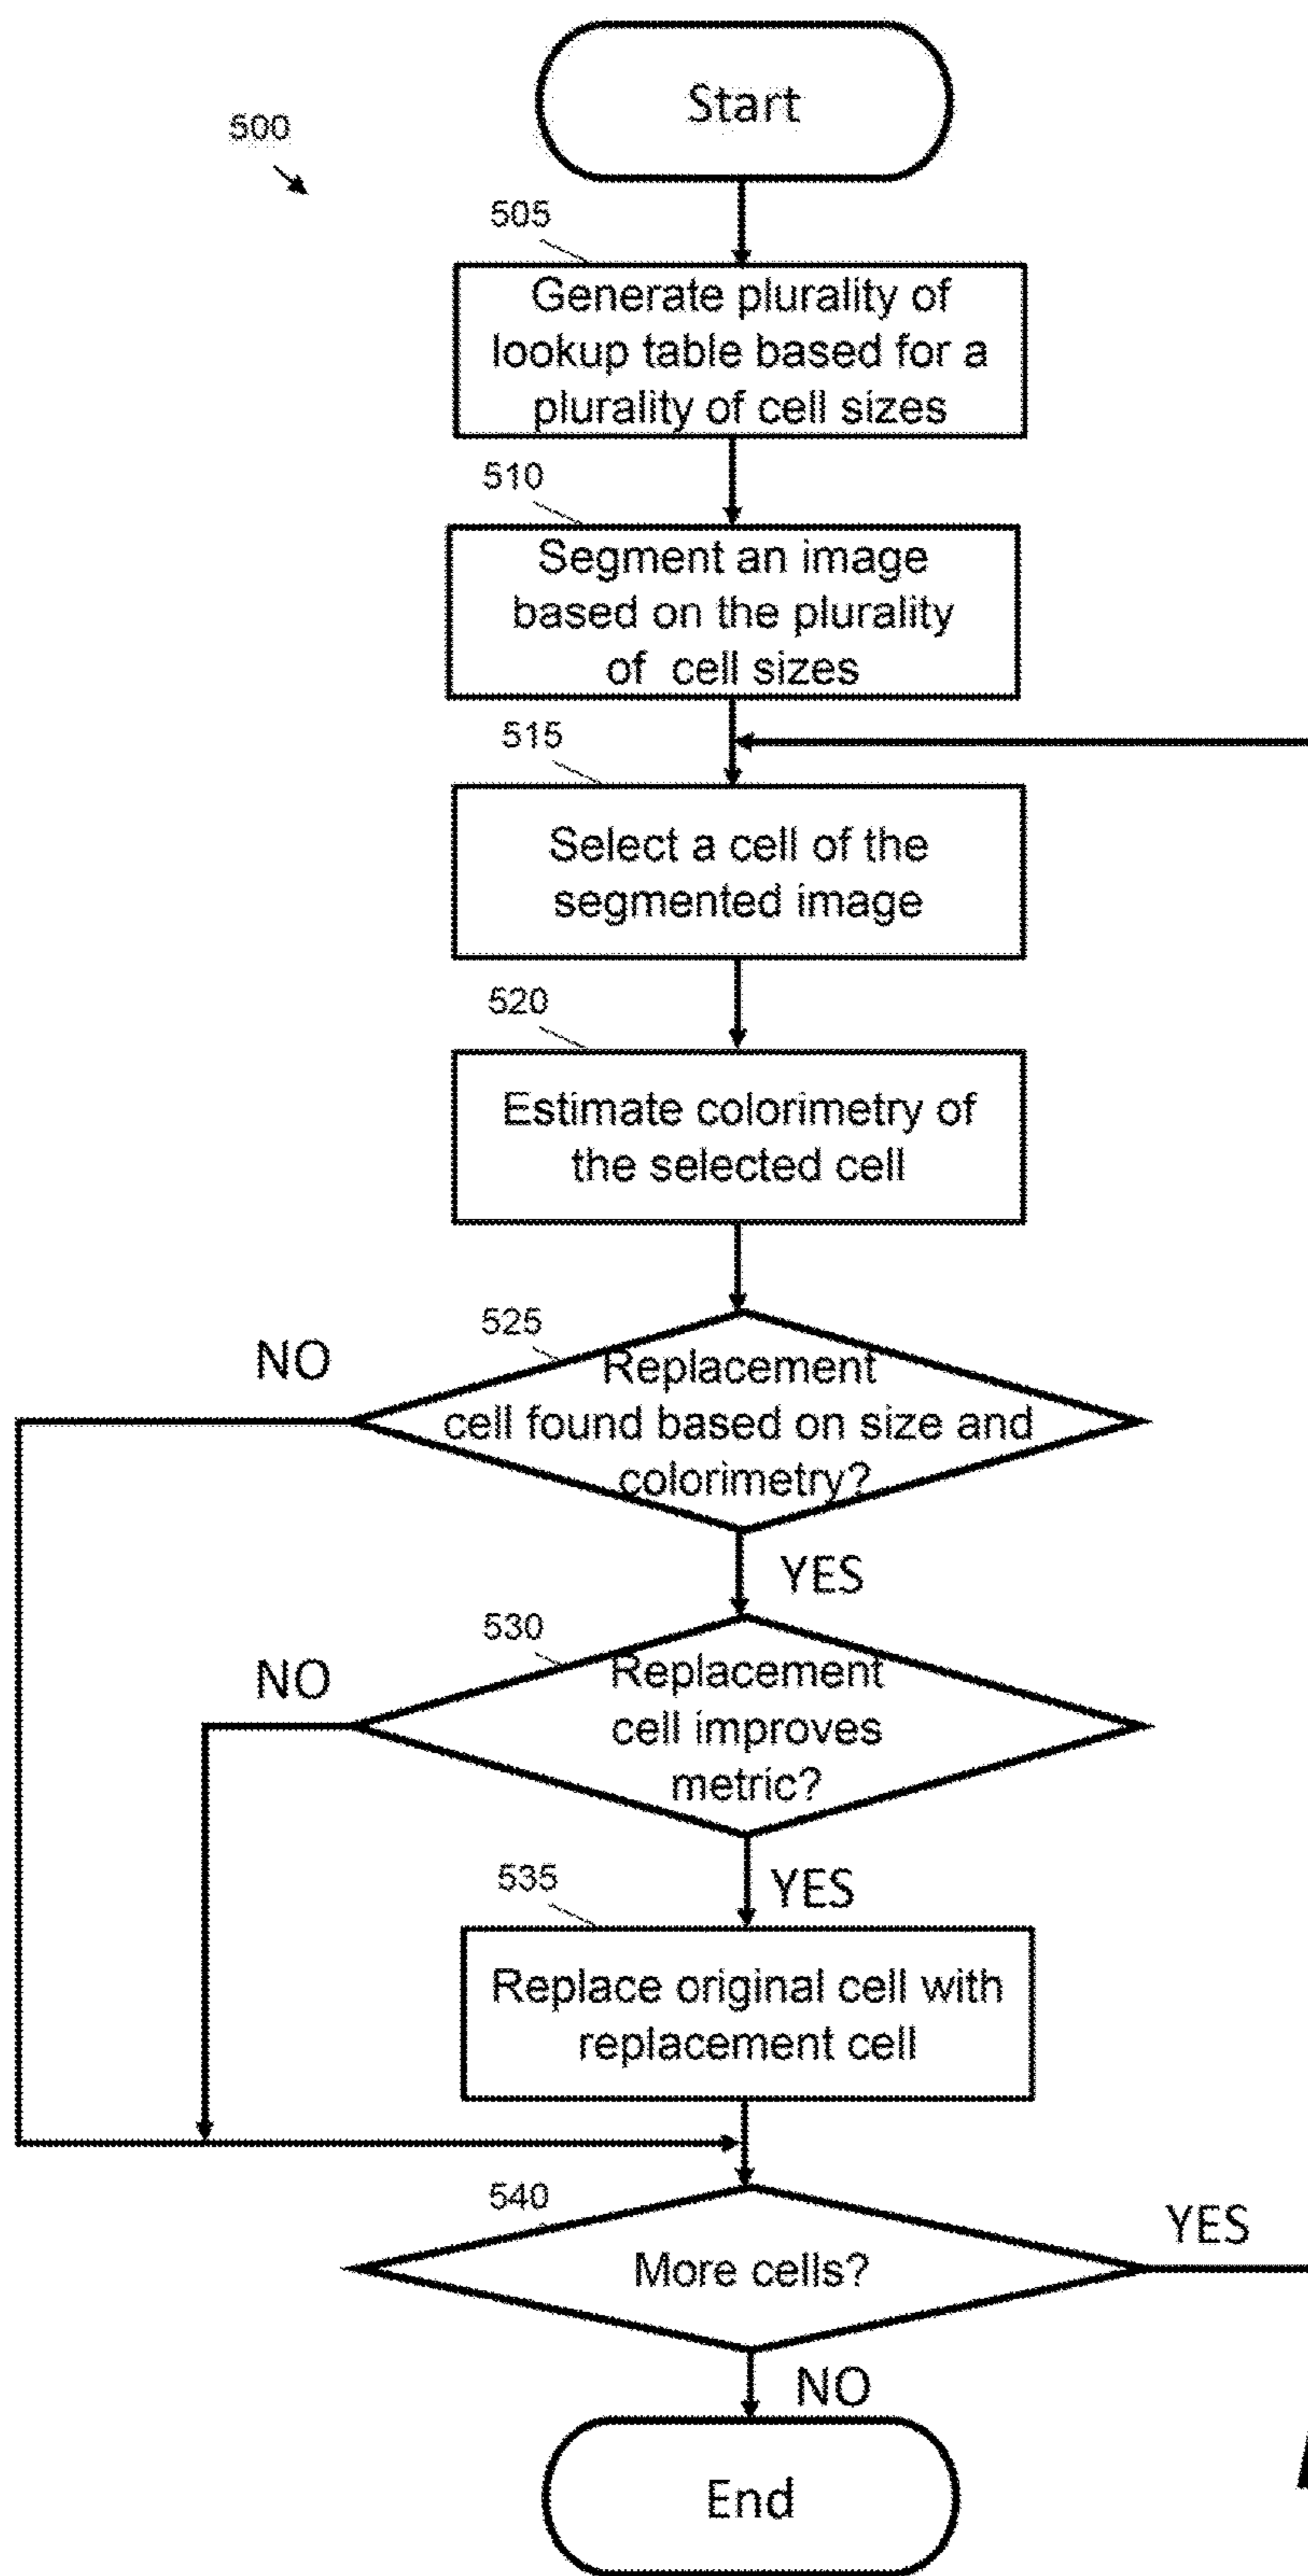 Start
500
505
Generate plurality of
lookup table based for a
plurality of cell sizes
510
Segment an image
based on the plurality
of cell sizes
515
Select a cell of the
segmented image
520
Estimate colorimetry of
the selected cell
525
NO
Replacement
cell found based on size and
colorimetry?
YES
530
NO
Replacement
cell improves
metric?
YES
535
Replace original cell with
replacement cell
540
YES
More cells?
NO
End